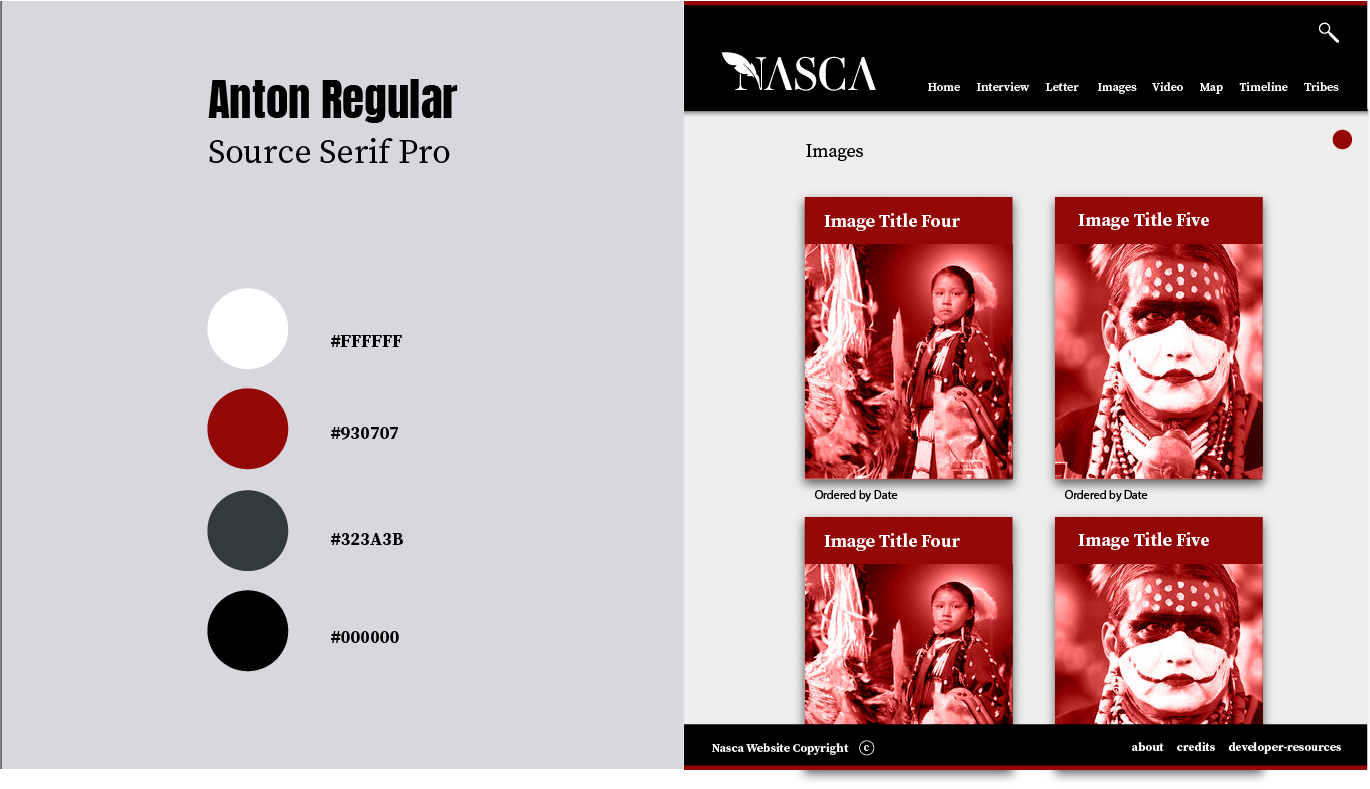 Anton Regular
Source Serif Pro
#FFFFFF
#930707
#323A3B
#000000
NASCA
Home Interview Letter Images Video Map Timeline Tribes
Images
Image Title Four
Image Title Five
Ordered by Date
Ordered by Date
Image Title Four
Image Title Five
Nasca Website Copyright ©
about credits developer-resources